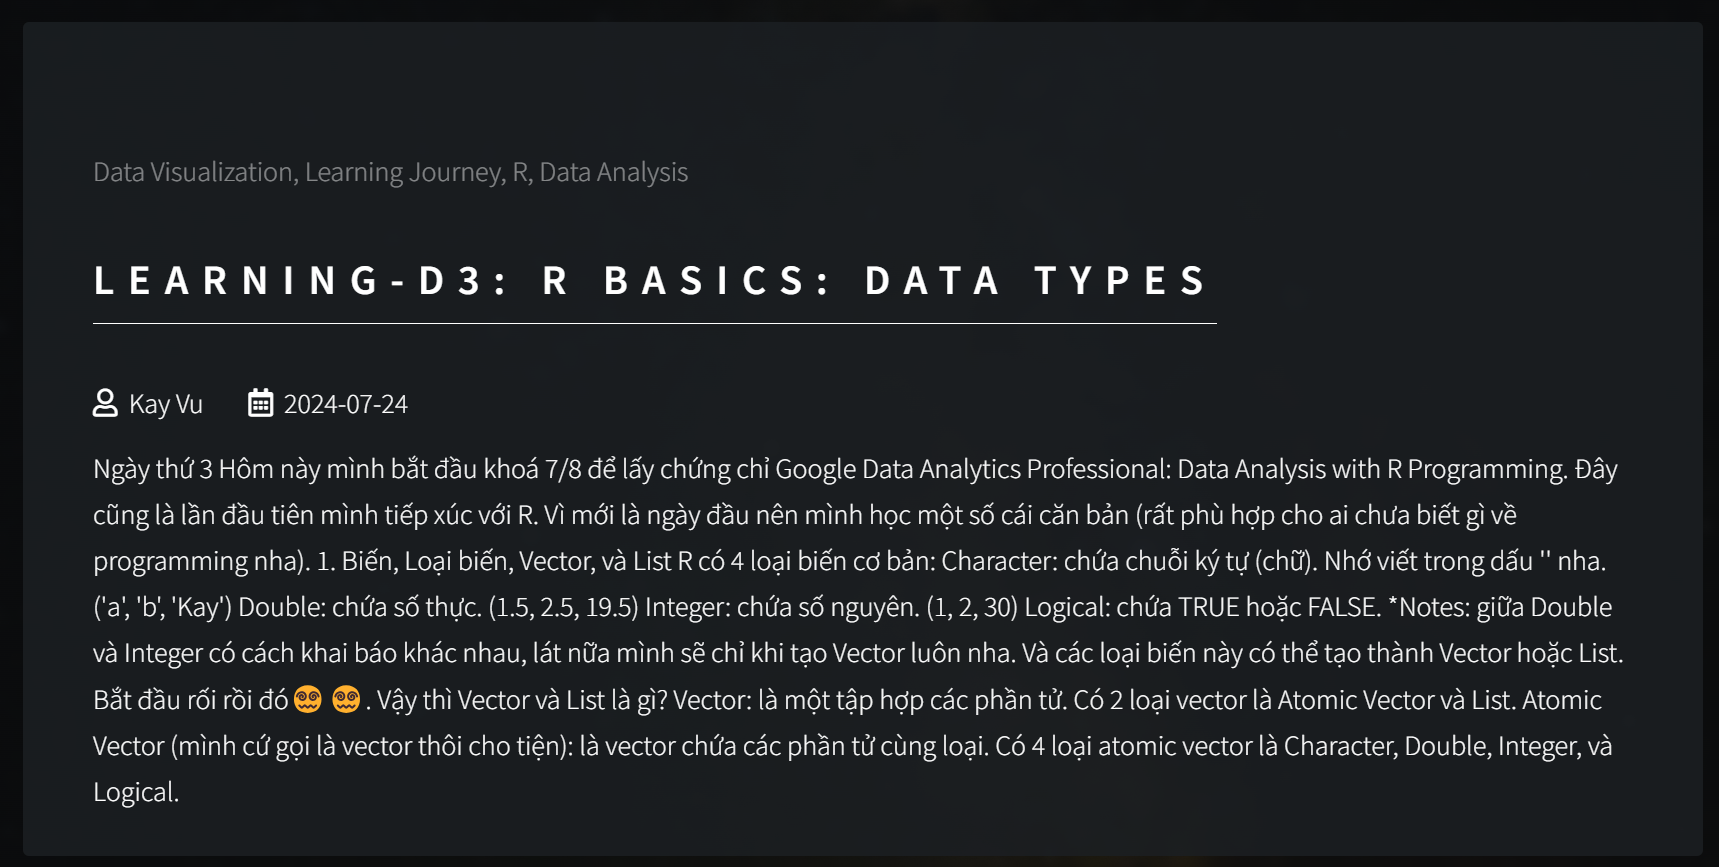 Data Visualization, Learning Journey, R, Data Analysis
LEARNING-D3: R BASICS: DATA TYPES
Kay Vu 2024-07-24
Ngày thứ 3 Hôm này mình bắt đầu khoá 7/8 để lấy chứng chỉ Google Data Analytics Professional: Data Analysis with R Programming. Đây
cũng là lần đầu tiên mình tiếp xúc với R. Vì mới là ngày đầu nên mình học một số cái căn bản (rất phù hợp cho ai chưa biết gì về
programming nha). 1. Biến, Loại biến, Vector, và List R có 4 loại biến cơ bản: Character: chứa chuỗi ký tự (chữ). Nhớ viết trong dấu '' nha.
('a', 'b', 'Kay') Double: chứa số thực. (1.5, 2.5, 19.5) Integer: chứa số nguyên. (1, 2, 30) Logical: chứa TRUE hoặc FALSE. *Notes: giữa Double
và Integer có cách khai báo khác nhau, lát nữa mình sẽ chỉ khi tạo Vector luôn nha. Và các loại biến này có thể tạo thành Vector hoặc List.
Bắt đầu rối rồi đó 😵‍💫 😵‍💫 . Vậy thì Vector và List là gì? Vector: là một tập hợp các phần tử. Có 2 loại vector là Atomic Vector và List. Atomic
Vector (mình cứ gọi là vector thôi cho tiện): là vector chứa các phần tử cùng loại. Có 4 loại atomic vector là Character, Double, Integer, và
Logical.